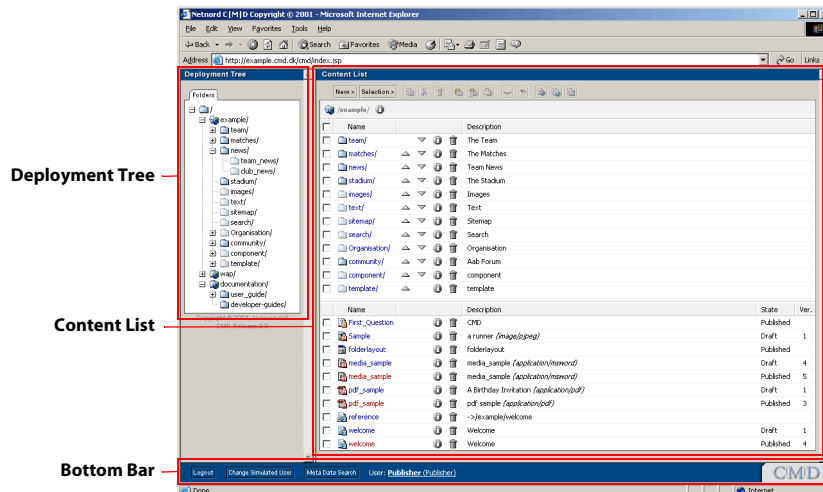 Netnord C|M|D Copyright © 2001 - Microsoft Internet Explorer
File Edit View Favorites Tools Help
Back Search Favorites Media
Address http://example.cmd.dk/cmd/index.jsp Go Links
Deployment Tree
Folders
/
example/
team/
matches/
news/
team_news/
club_news/
stadium/
images/
text/
sitemap/
search/
Organisation/
community/
component/
template/
wap/
documentation/
user_guide/
developer-guides/
CMD Release 2.0
Content List
New > Selection >
/example/
Name Description
team/ The Team
matches/ The Matches
news/ Team News
stadium/ The Stadium
images/ Images
text/ Text
sitemap/ Sitemap
search/ Search
Organisation/ Organisation
community/ Aab Forum
component/ component
template/ template
Name Description State Ver.
First_Question CMD Published
Sample a runner (image/pjpeg) Draft 1
folderlayout folderlayout Published
media_sample media_sample (application/msword) Draft 4
media_sample media_sample (application/msword) Published 5
pdf_sample A Birthday Invitation (application/pdf) Draft 1
pdf_sample pdf sample (application/pdf) Published 3
reference ->/example/welcome
welcome Welcome Draft 1
welcome Welcome Published 4
Logout Change Simulated User Meta Data Search User: Publisher (Publisher) CMD
Done Internet
Deployment Tree
Content List
Bottom Bar